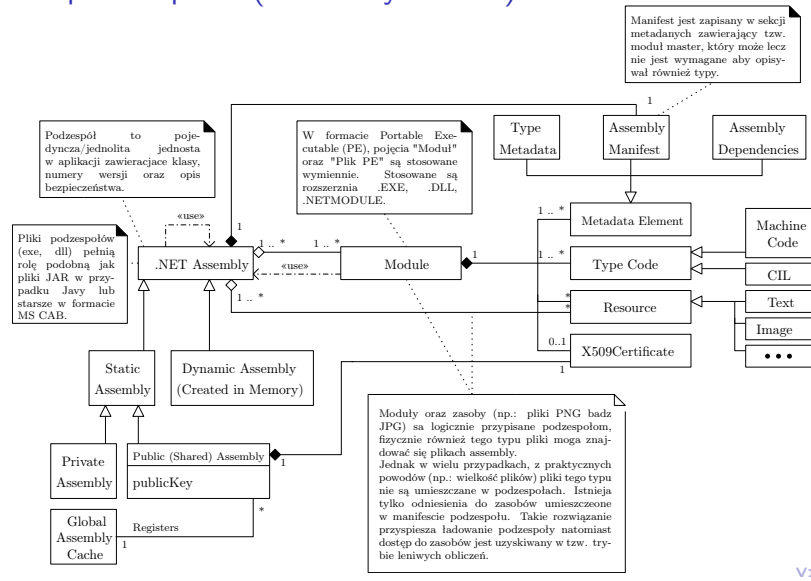 Manifest jest zapisany w sekcji
metadanych zawierający tzw.
moduł master, który może lecz
nie jest wymagane aby opisy-
wał również typy.
Podzespół to poje-
dyncza/jednolita jednosta
w aplikacji zawieracjace klasy,
numery wersji oraz opis
bezpieczeństwa.
W formacie Portable Exe-
cutable (PE), pojęcia "Moduł"
oraz "Plik PE" są stosowane
wymiennie. Stosowane są
rozszerznia .EXE, .DLL,
.NETMODULE.
1
Type
Metadata
Assembly
Manifest
Assembly
Dependencies
Pliki podzespołów
(exe, dll) pełnią
rolę podobną jak
pliki JAR w przy-
padku Javy lub
starsze w formacie
MS CAB.
«use»
1
.NET Assembly
1 .. *
1 .. *
«use»
1 .. *
Module
1
1 .. *
Metadata Element
1 .. *
Type Code
*
*
Resource
0..1
X509Certificate
1
Machine
Code
CIL
Text
Image
Static
Assembly
Dynamic Assembly
(Created in Memory)
Private
Assembly
Public (Shared) Assembly
publicKey
1
*
Global
Assembly
Cache
Registers
1
Moduły oraz zasoby (np.: pliki PNG badz
JPG) sa logicznie przypisane podzespołom,
fizycznie również tego typu pliki moga znaj-
dować się plikach assembly.
Jednak w wielu przypadkach, z praktycznych
powodów (np.: wielkość plików) pliki tego typu
nie są umieszczane w podzespołach. Istnieja
tylko odniesienia do zasobów umieszczeone
w manifescie podzespołu. Takie rozwiązanie
przyspiesza ładowanie podzespoły natomiast
dostęp do zasobów jest uzyskiwany w tzw. try-
bie leniwych obliczeń.